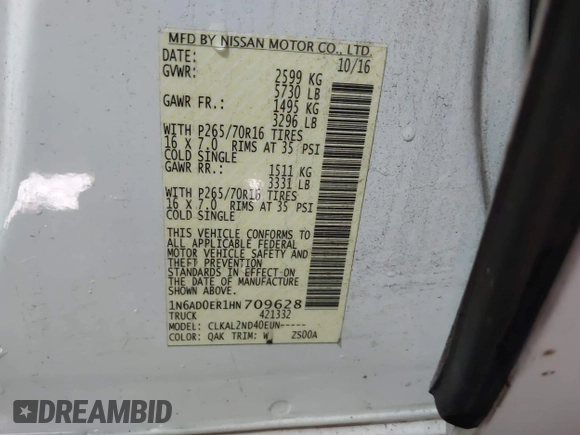 MFD BY NISSAN MOTOR CO., LTD.
DATE: 10/16
GVWR: 2599 KG
5730 LB
GAWR FR.: 1495 KG
3296 LB
WITH P265/70R16 TIRES
16 X 7.0 RIMS AT 35 PSI
COLD SINGLE
GAWR RR.: 1511 KG
3331 LB
WITH P265/70R16 TIRES
16 X 7.0 RIMS AT 35 PSI
COLD SINGLE
THIS VEHICLE CONFORMS TO
ALL APPLICABLE FEDERAL
MOTOR VEHICLE SAFETY AND
THEFT PREVENTION
STANDARDS IN EFFECT ON
THE DATE OF MANUFACTURE
SHOWN ABOVE
1N6AD0ER1HN709628
TRUCK 421332
MODEL: CLKAL2ND40EUN-----
COLOR: QAK TRIM: W ZS00A
DREAMBID